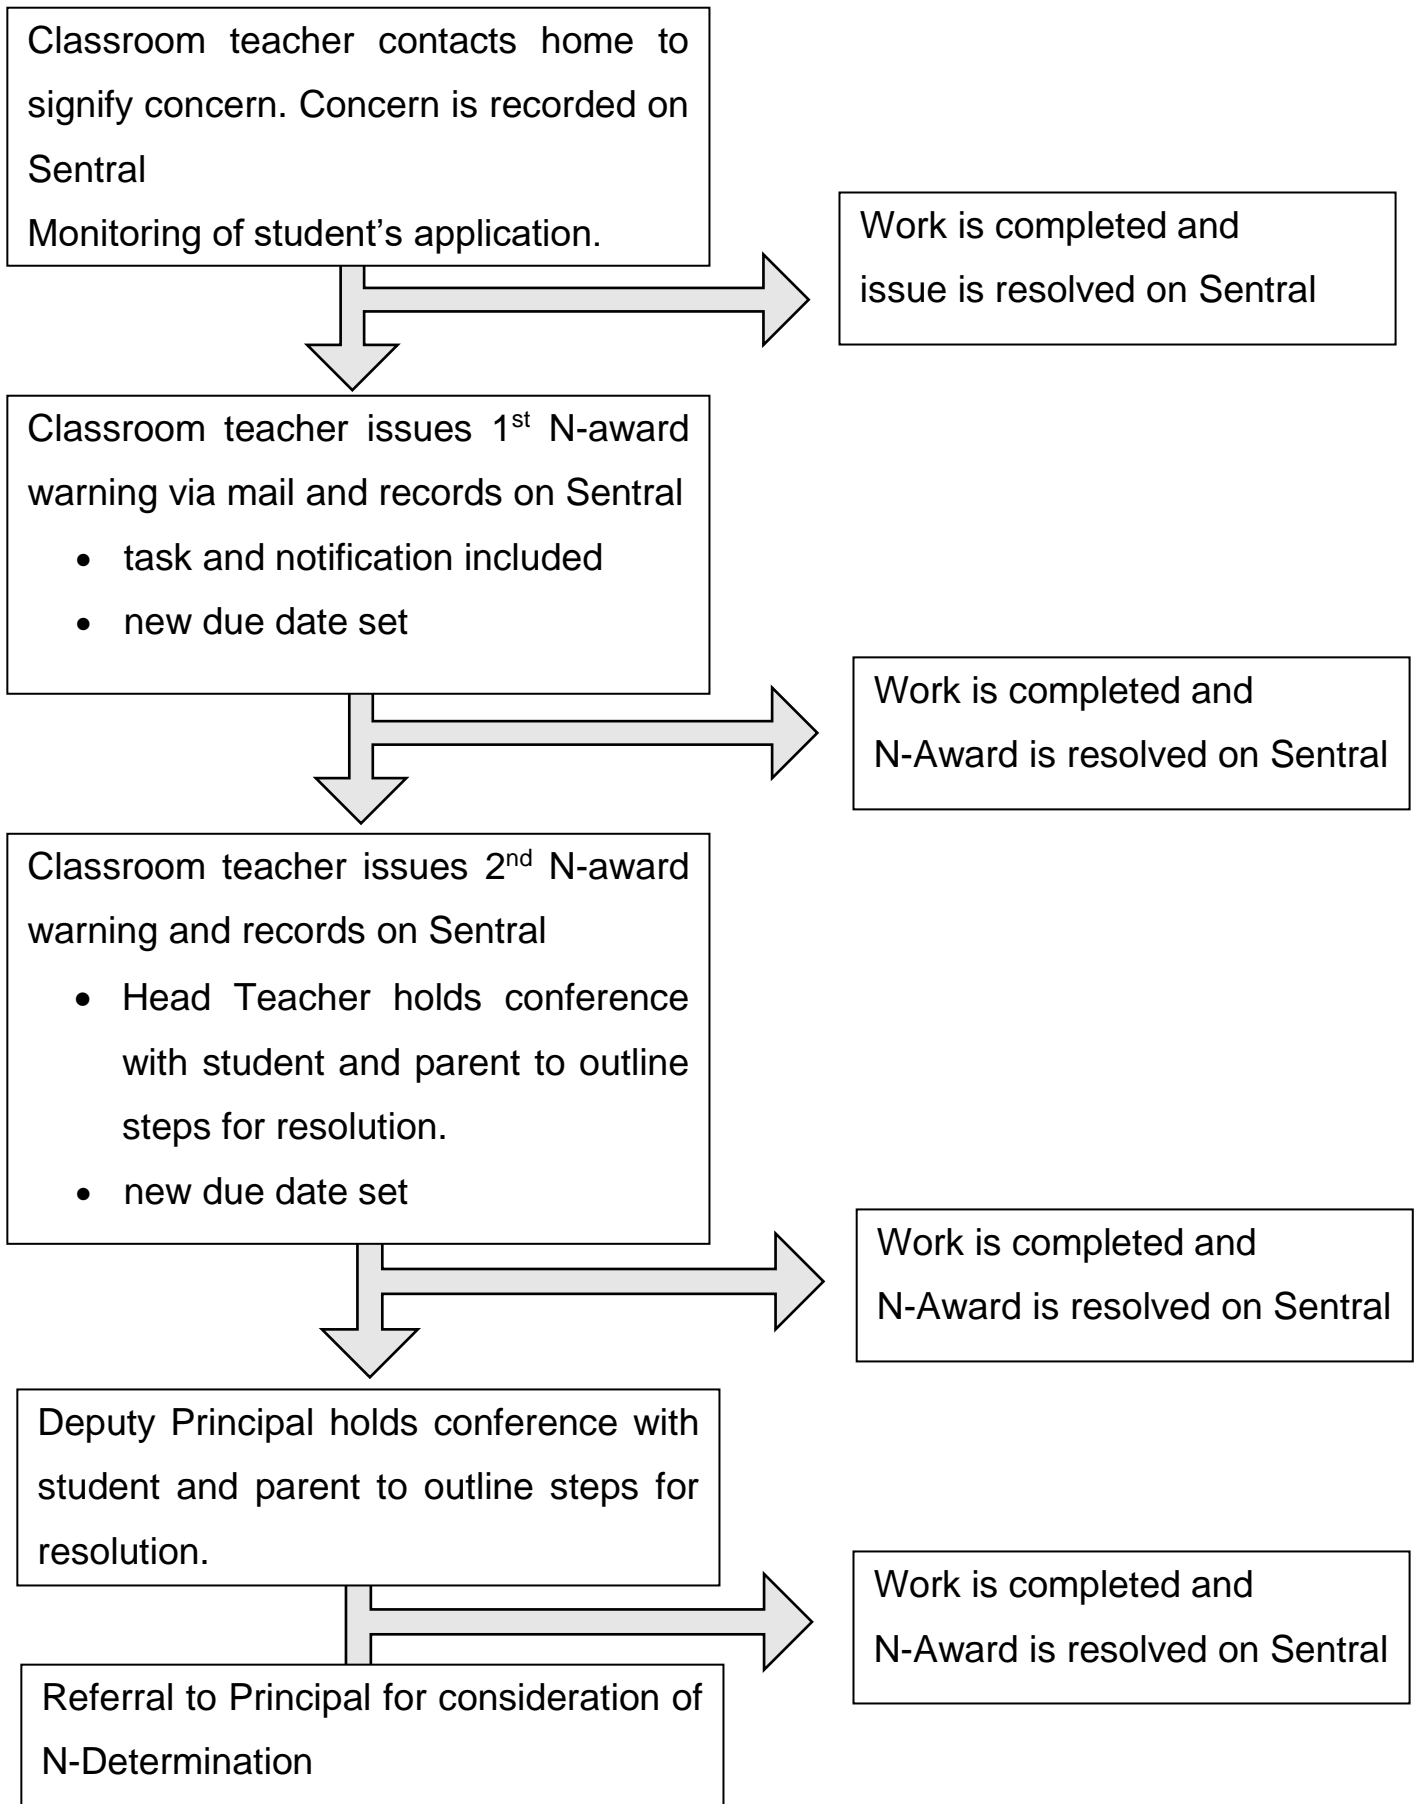 Classroom teacher contacts home to
signify concern. Concern is recorded on
Sentral
Monitoring of student’s application.
Work is completed and
issue is resolved on Sentral
Classroom teacher issues 1st N-award
warning via mail and records on Sentral
• task and notification included
• new due date set
Work is completed and
N-Award is resolved on Sentral
Classroom teacher issues 2nd N-award
warning and records on Sentral
• Head Teacher holds conference
with student and parent to outline
steps for resolution.
• new due date set
Work is completed and
N-Award is resolved on Sentral
Deputy Principal holds conference with
student and parent to outline steps for
resolution.
Work is completed and
N-Award is resolved on Sentral
Referral to Principal for consideration of
N-Determination